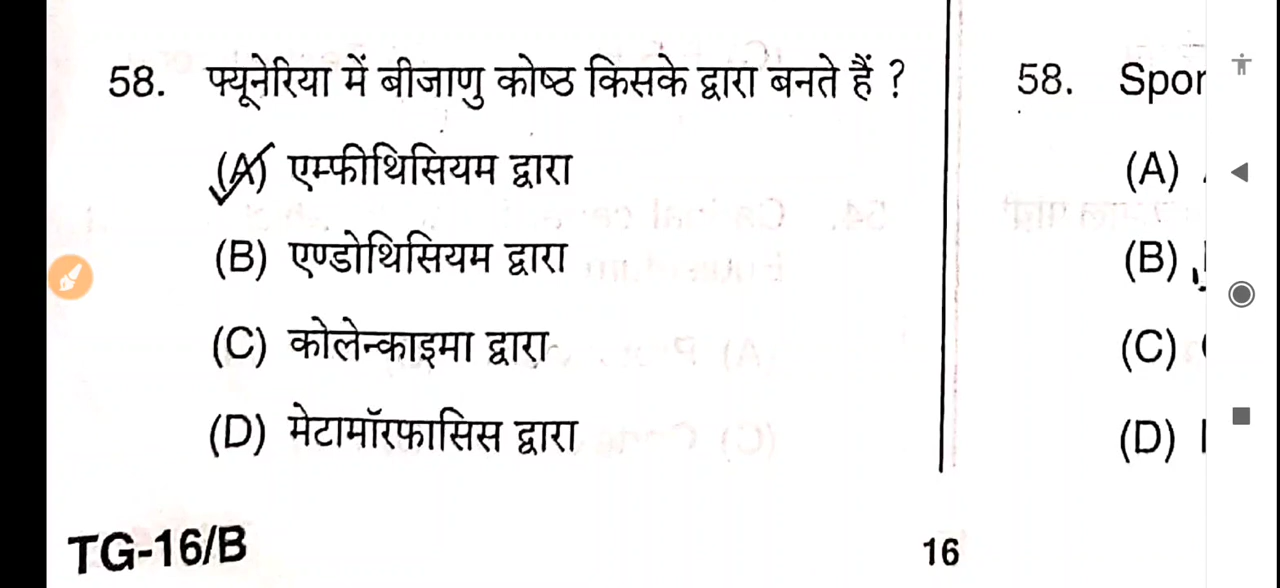 58. फ्यूनेरिया में बीजाणु कोष्ठ किसके द्वारा बनते हैं ?
(A) एम्फीथिसियम द्वारा
(B) एण्डोथिसियम द्वारा
(C) कोलेन्काइमा द्वारा
(D) मेटामॉरफासिस द्वारा
TG-16/B
16
58. Spor
(A)
(B)
(C)
(D)